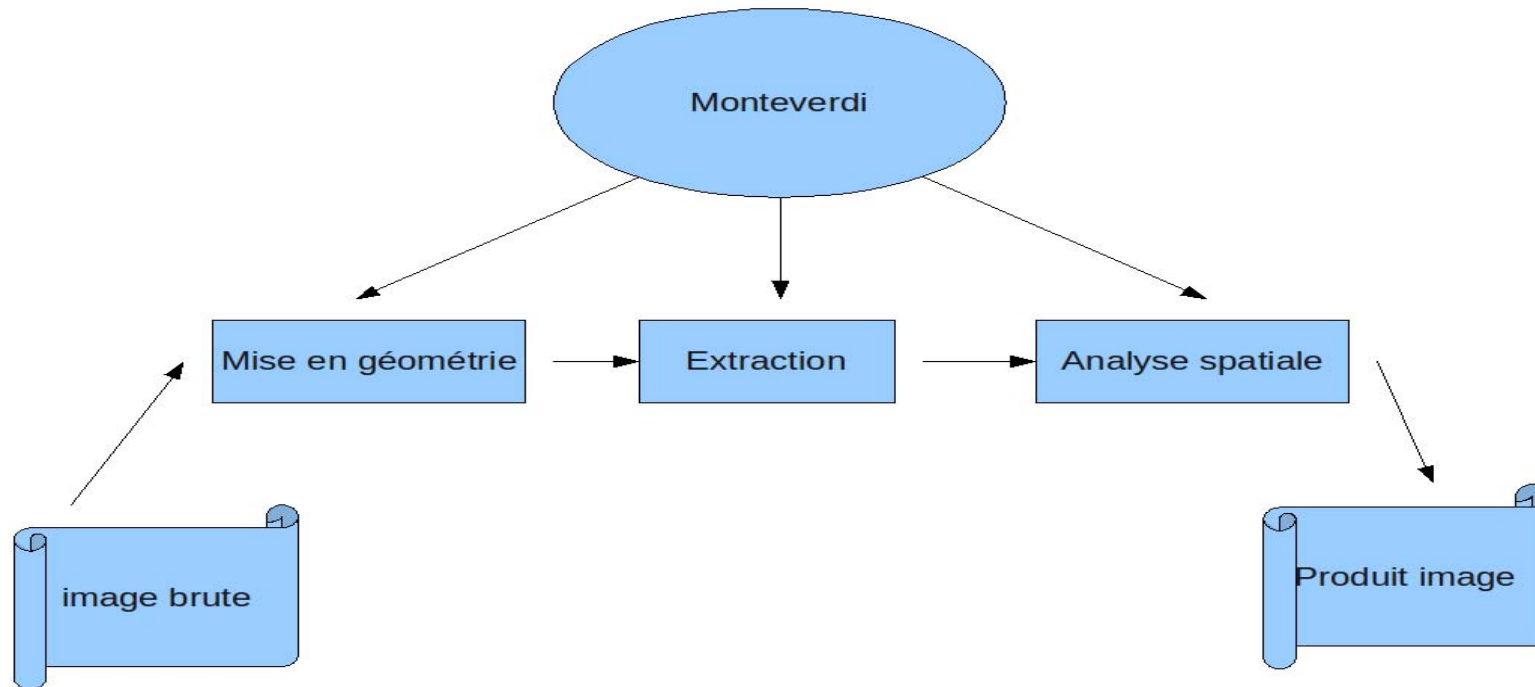 Monteverdi
Mise en géométrie
Extraction
Analyse spatiale
image brute
Produit image